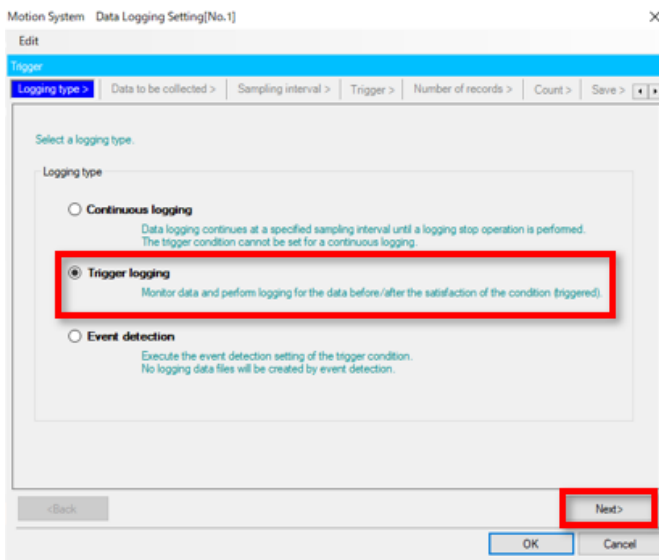 Motion System Data Logging Setting[No.1]
Edit
Trigger
Logging type > Data to be collected > Sampling interval > Trigger > Number of records > Count > Save >
Select a logging type.
Logging type
Continuous logging
Data logging continues at a specified sampling interval until a logging stop operation is performed.
The trigger condition cannot be set for a continuous logging.
Trigger logging
Monitor data and perform logging for the data before/after the satisfaction of the condition (triggered).
Event detection
Execute the event detection setting of the trigger condition.
No logging data files will be created by event detection.
<Back Next>
OK Cancel